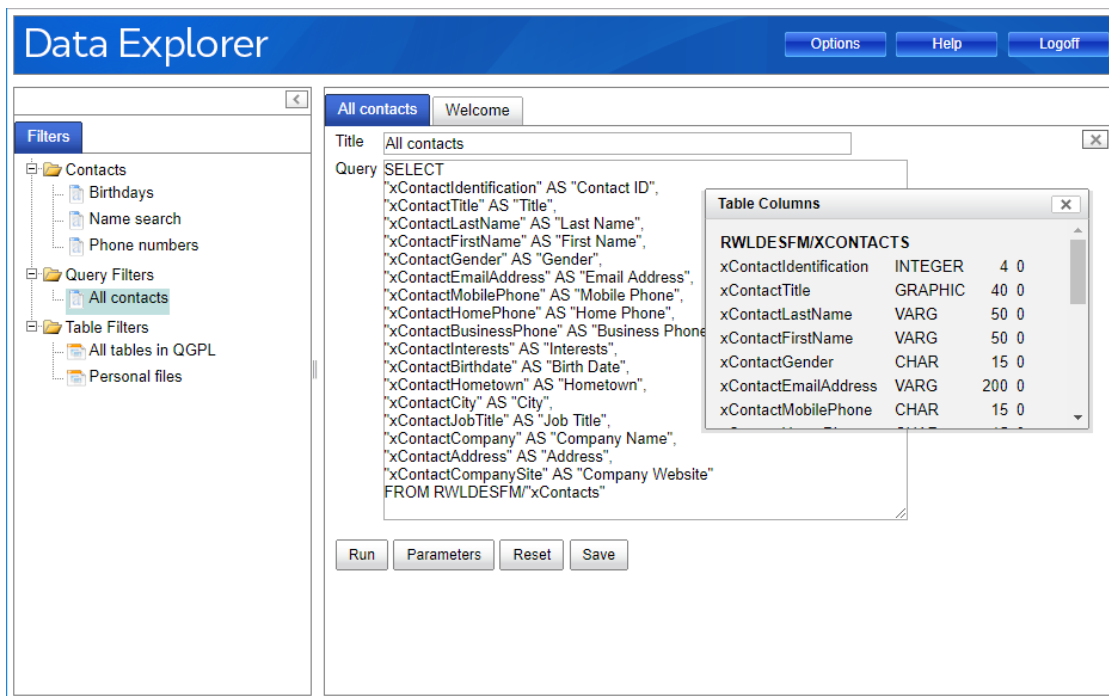 Data Explorer
Options
Help
Logoff
Filters
Contacts
Birthdays
Name search
Phone numbers
Query Filters
All contacts
Table Filters
All tables in QGPL
Personal files
All contacts
Welcome
Title All contacts
Query SELECT
"xContactIdentification" AS "Contact ID",
"xContactTitle" AS "Title",
"xContactLastName" AS "Last Name",
"xContactFirstName" AS "First Name",
"xContactGender" AS "Gender",
"xContactEmailAddress" AS "Email Address",
"xContactMobilePhone" AS "Mobile Phone",
"xContactHomePhone" AS "Home Phone",
"xContactBusinessPhone" AS "Business Phone
"xContactInterests" AS "Interests",
"xContactBirthdate" AS "Birth Date",
"xContactHometown" AS "Hometown",
"xContactCity" AS "City",
"xContactJobTitle" AS "Job Title",
"xContactCompany" AS "Company Name",
"xContactAddress" AS "Address",
"xContactCompanySite" AS "Company Website"
FROM RWLDESFM/"xContacts"
Table Columns
RWLDESFM/XCONTACTS
xContactIdentification INTEGER 4 0
xContactTitle GRAPHIC 40 0
xContactLastName VARG 50 0
xContactFirstName VARG 50 0
xContactGender CHAR 15 0
xContactEmailAddress VARG 200 0
xContactMobilePhone CHAR 15 0
Run
Parameters
Reset
Save